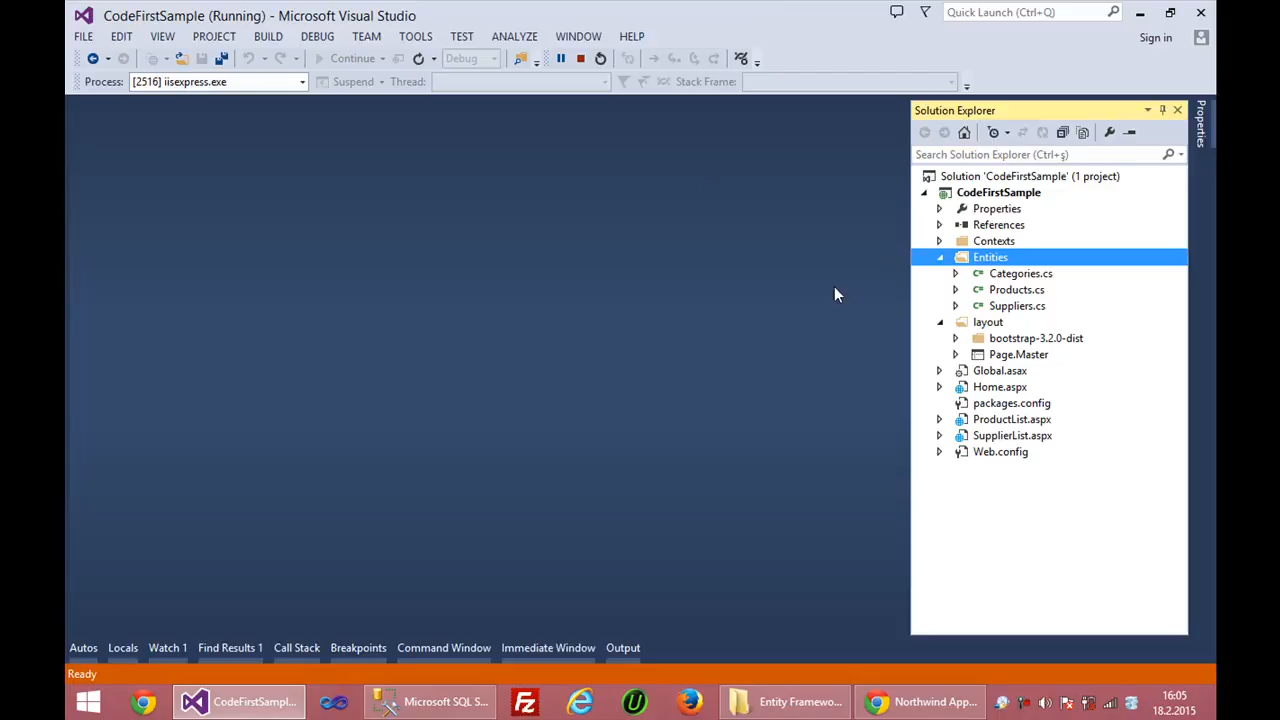 CodeFirstSample (Running) - Microsoft Visual Studio
Quick Launch (Ctrl+Q)
FILE EDIT VIEW PROJECT BUILD DEBUG TEAM TOOLS TEST ANALYZE WINDOW HELP
Sign in
Continue Debug
Process: [2516] iisexpress.exe Suspend Thread: Stack Frame:
Solution Explorer
Properties
Search Solution Explorer (Ctrl+ş)
Solution 'CodeFirstSample' (1 project)
CodeFirstSample
Properties
References
Contexts
Entities
Categories.cs
Products.cs
Suppliers.cs
layout
bootstrap-3.2.0-dist
Page.Master
Global.asax
Home.aspx
packages.config
ProductList.aspx
SupplierList.aspx
Web.config
Autos Locals Watch 1 Find Results 1 Call Stack Breakpoints Command Window Immediate Window Output
Ready
CodeFirstSampl... Microsoft SQL S... Entity Framewo... Northwind App...
16:05
18.2.2015